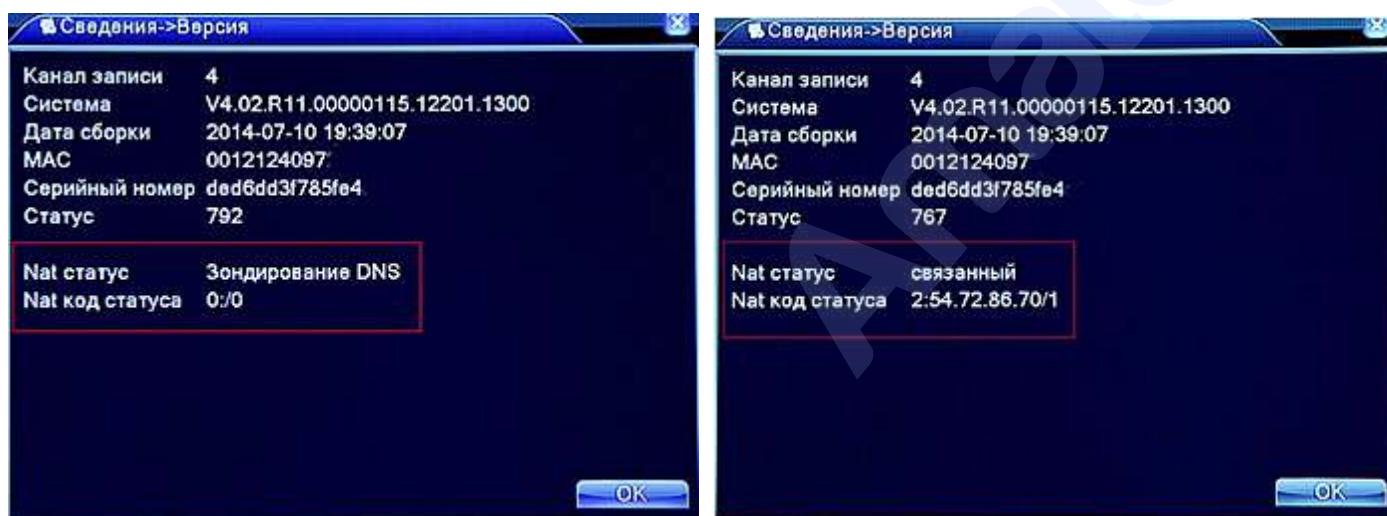 Сведения->Версия
Канал записи 4
Система V4.02.R11.00000115.12201.1300
Дата сборки 2014-07-10 19:39:07
MAC 0012124097
Серийный номер ded6dd3f785fe4
Статус 792
Nat статус Зондирование DNS
Nat код статуса 0:/0
OK
Сведения->Версия
Канал записи 4
Система V4.02.R11.00000115.12201.1300
Дата сборки 2014-07-10 19:39:07
MAC 0012124097
Серийный номер ded6dd3f785fe4
Статус 767
Nat статус связанный
Nat код статуса 2:54.72.86.70/1
OK